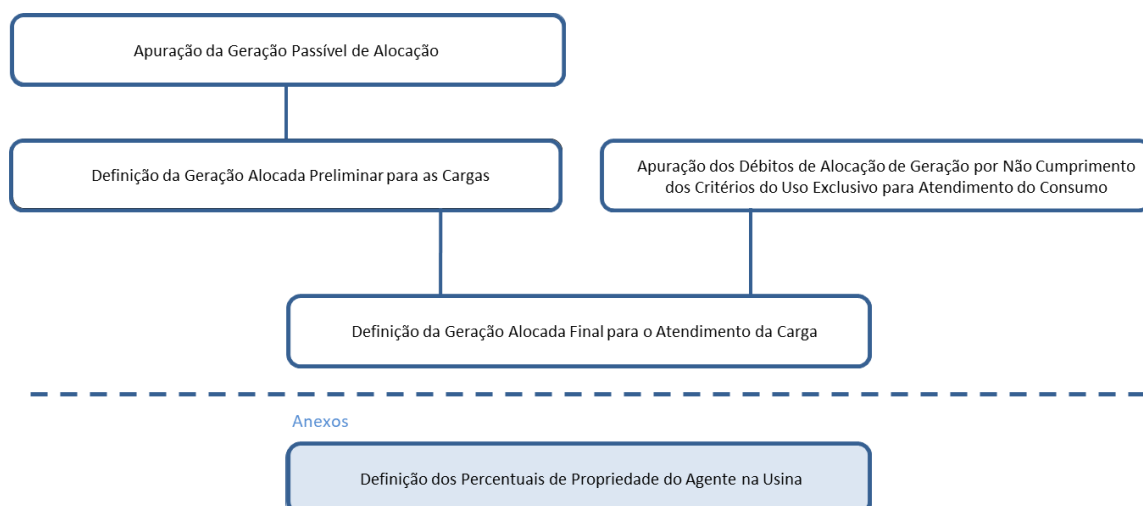 Apuração da Geração Passível de Alocação
Definição da Geração Alocada Preliminar para as Cargas
Apuração dos Débitos de Alocação de Geração por Não Cumprimento
dos Critérios do Uso Exclusivo para Atendimento do Consumo
Definição da Geração Alocada Final para o Atendimento da Carga
Anexos
Definição dos Percentuais de Propriedade do Agente na Usina